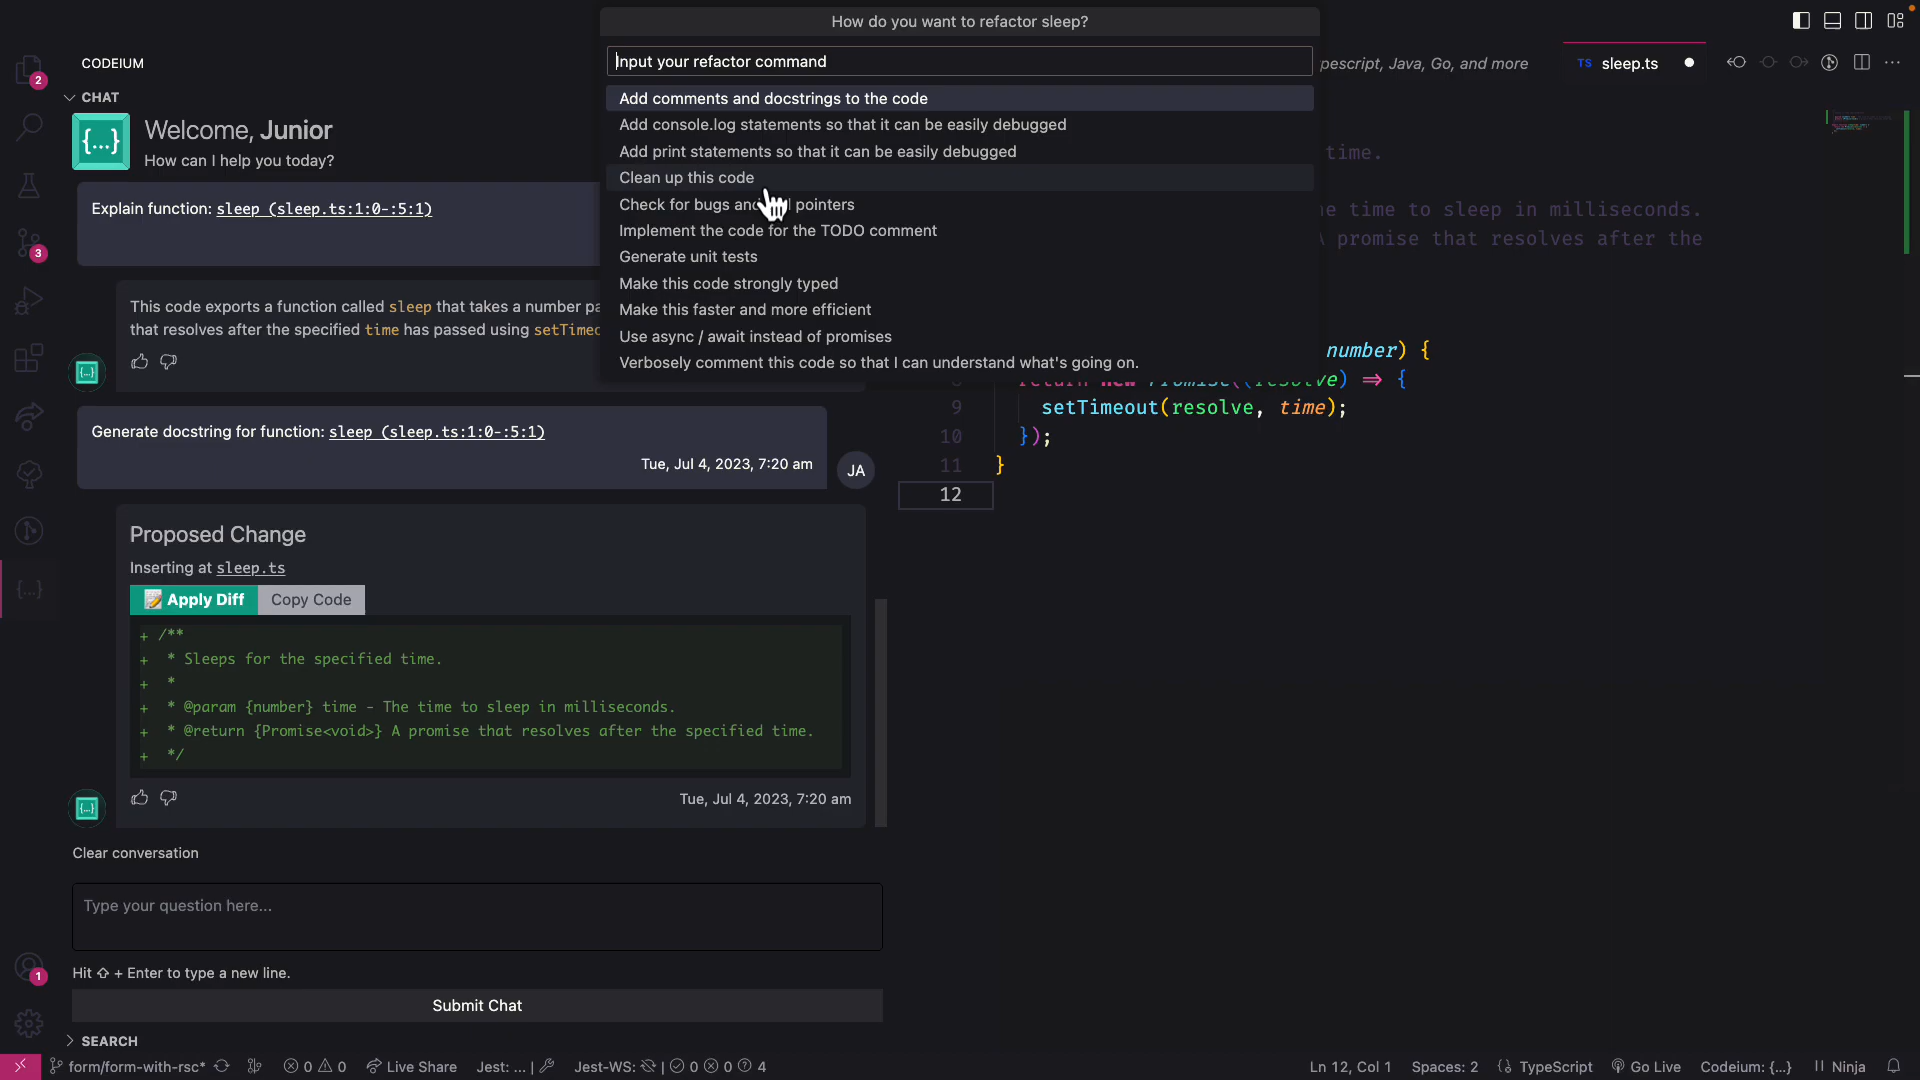 How do you want to refactor sleep?
Input your refactor command
Add comments and docstrings to the code
Add console.log statements so that it can be easily debugged
Add print statements so that it can be easily debugged
Clean up this code
Check for bugs and pointers
Implement the code for the TODO comment
Generate unit tests
Make this code strongly typed
Make this faster and more efficient
Use async / await instead of promises
Verbosely comment this code so that I can understand what's going on.
CODEIUM
CHAT
{...}
Welcome, Junior
How can I help you today?
Explain function: sleep (sleep.ts:1:0-:5:1)
This code exports a function called sleep that takes a number
that resolves after the specified time has passed using
Generate docstring for function: sleep (sleep.ts:1:0-:5:1)
Tue, Jul 4, 2023, 7:20 am
JA
Proposed Change
Inserting at sleep.ts
Apply Diff Copy Code
+ /**
+ * Sleeps for the specified time.
+ *
+ * @param {number} time - The time to sleep in milliseconds.
+ * @return {Promise<void>} A promise that resolves after the specified time.
+ */
Tue, Jul 4, 2023, 7:20 am
Clear conversation
Type your question here...
Hit ⇧ + Enter to type a new line.
Submit Chat
SEARCH
2
3
1
pescript, Java, Go, and more
TS sleep.ts
time.
e time to sleep in milliseconds.
A promise that resolves after the
number) {
return new Promise((resolve) => {
9 setTimeout(resolve, time);
10 });
11 }
12
form/form-with-rsc* 0 0 Live Share Jest: ... | Jest-WS: | 0 0 4
Ln 12, Col 1 Spaces: 2 TypeScript Go Live Codeium: {...} Ninja